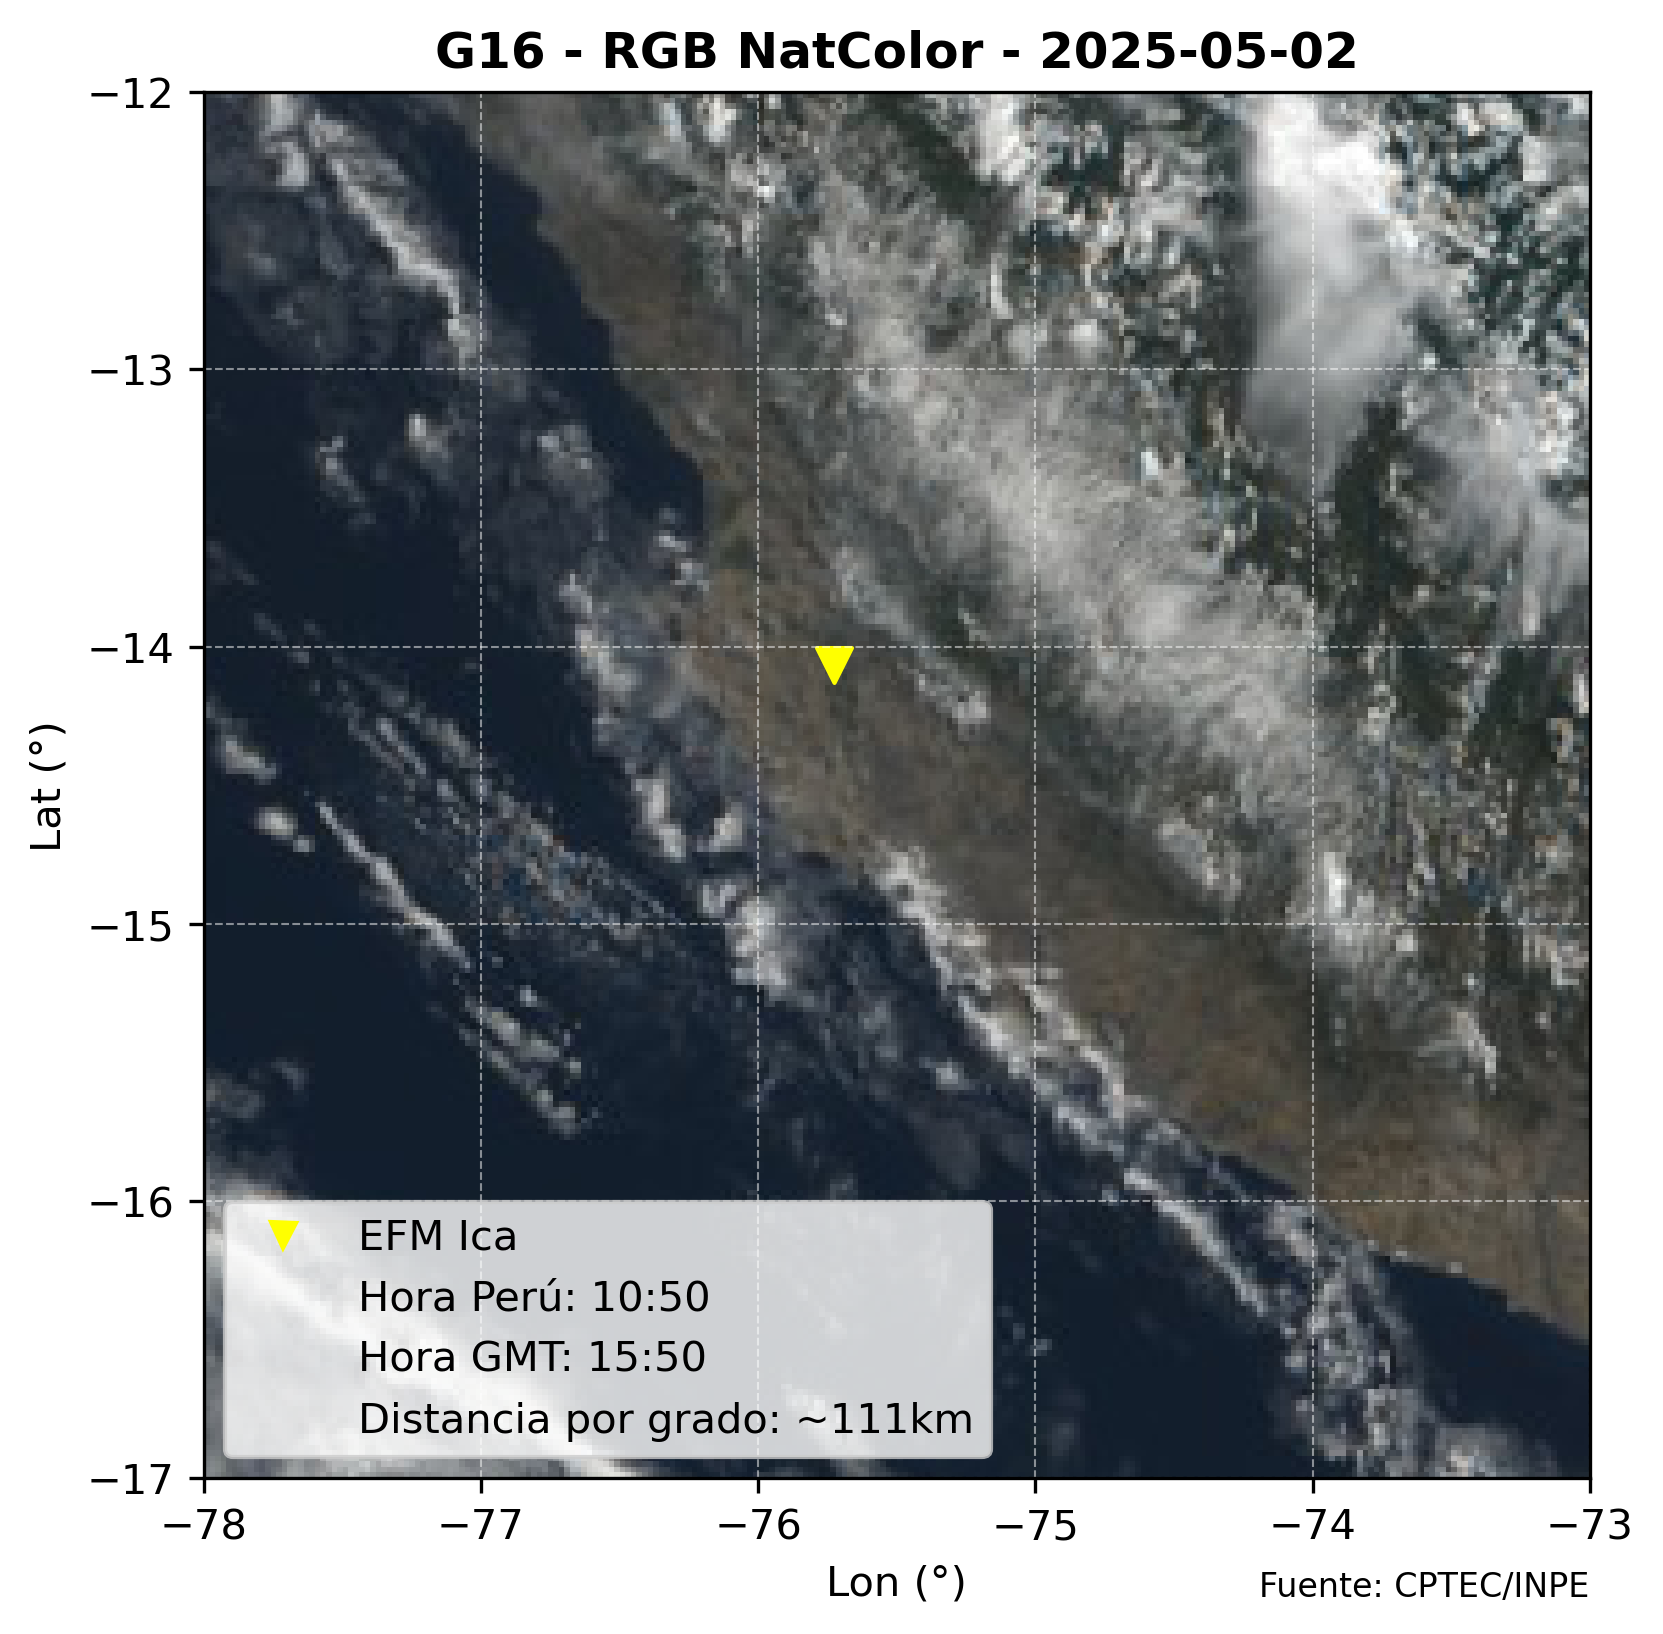 G16 - RGB NatColor - 2025-05-02
−12
−13
−14
−15
−16
−17
Lat (°)
EFM Ica
Hora Perú: 10:50
Hora GMT: 15:50
Distancia por grado: ~111km
−78 −77 −76 −75 −74 −73
Lon (°)
Fuente: CPTEC/INPE